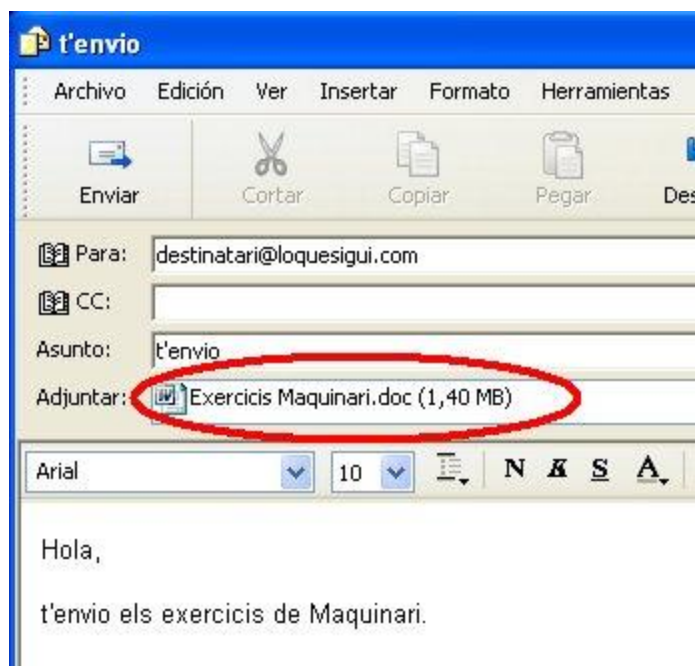 t'envio
Archivo Edición Ver Insertar Formato Herramientas
Enviar Cortar Copiar Pegar
Para: destinatari@loquesigui.com
CC:
Asunto: t'envio
Adjuntar: Exercicis Maquinari.doc (1,40 MB)
Arial 10 N K S A
Hola,
t'envio els exercicis de Maquinari.